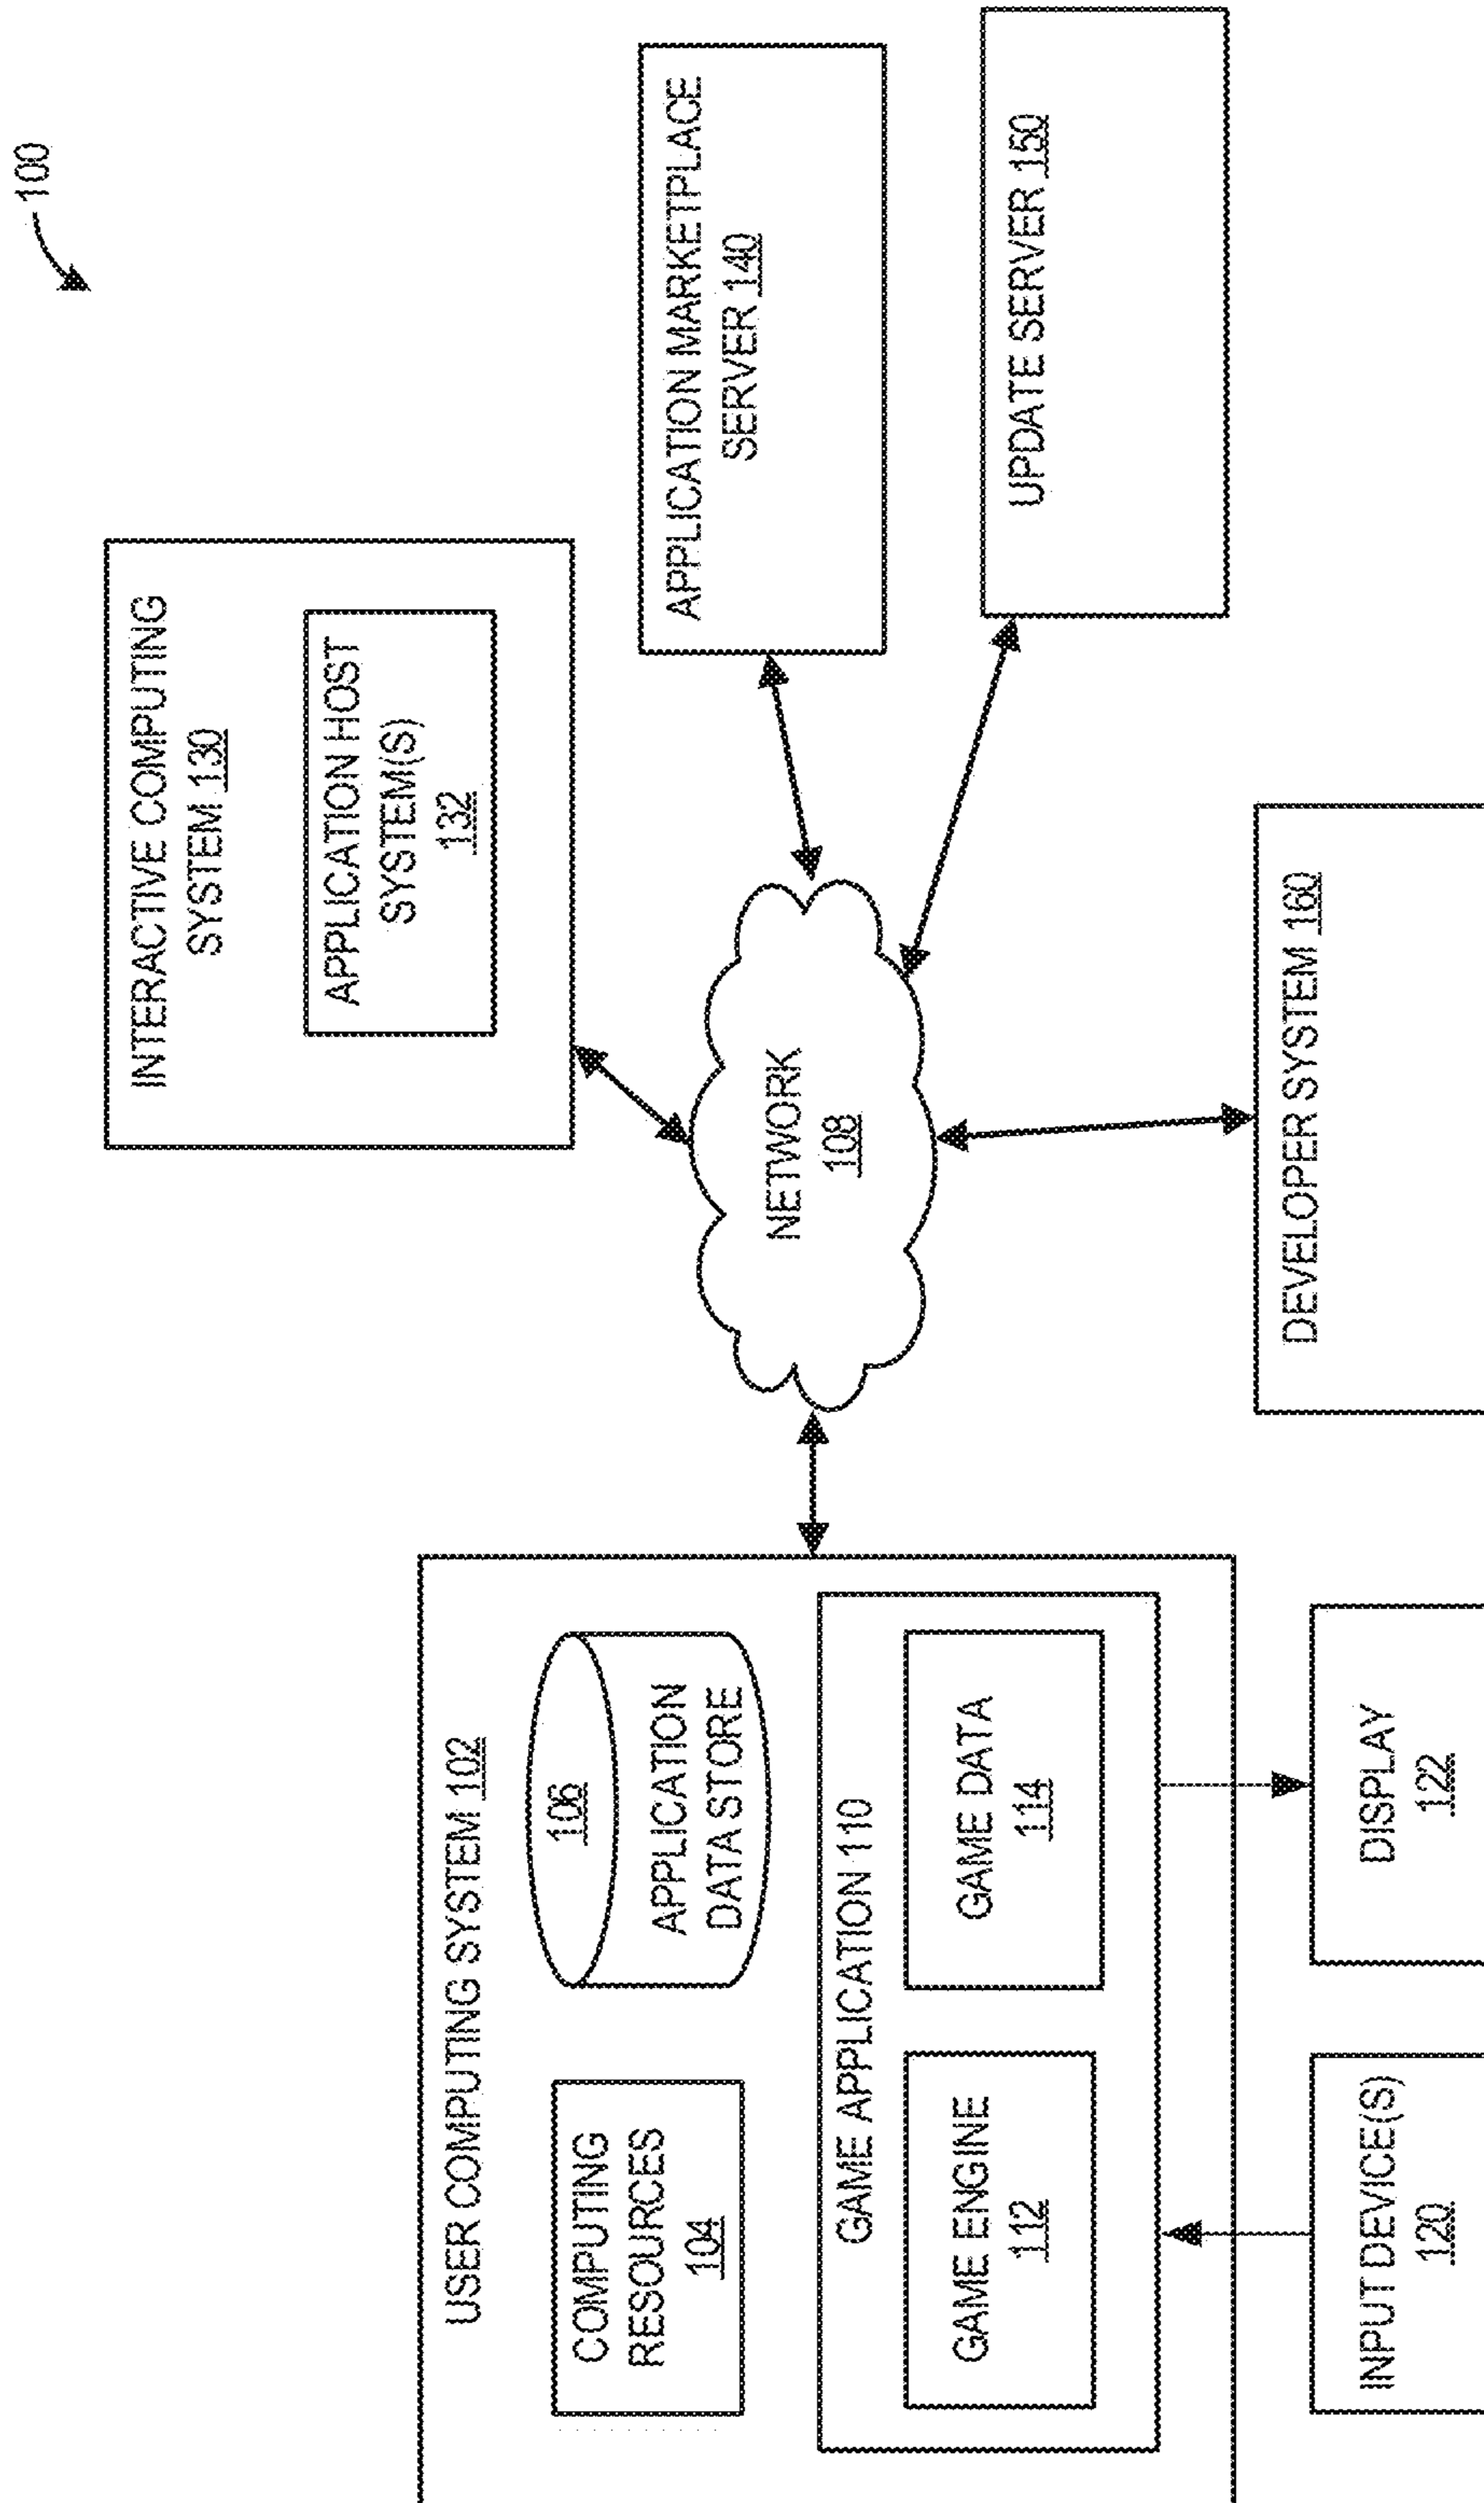 100
INTERACTIVE COMPUTING
SYSTEM 130
APPLICATION HOST
SYSTEM(S)
132
APPLICATION MARKETPLACE
SERVER 140
UPDATE SERVER 150
NETWORK
108
DEVELOPER SYSTEM 160
USER COMPUTING SYSTEM 102
COMPUTING
RESOURCES
104
106
APPLICATION
DATA STORE
GAME APPLICATION 110
GAME ENGINE
112
GAME DATA
114
INPUT DEVICE(S)
120
DISPLAY
122